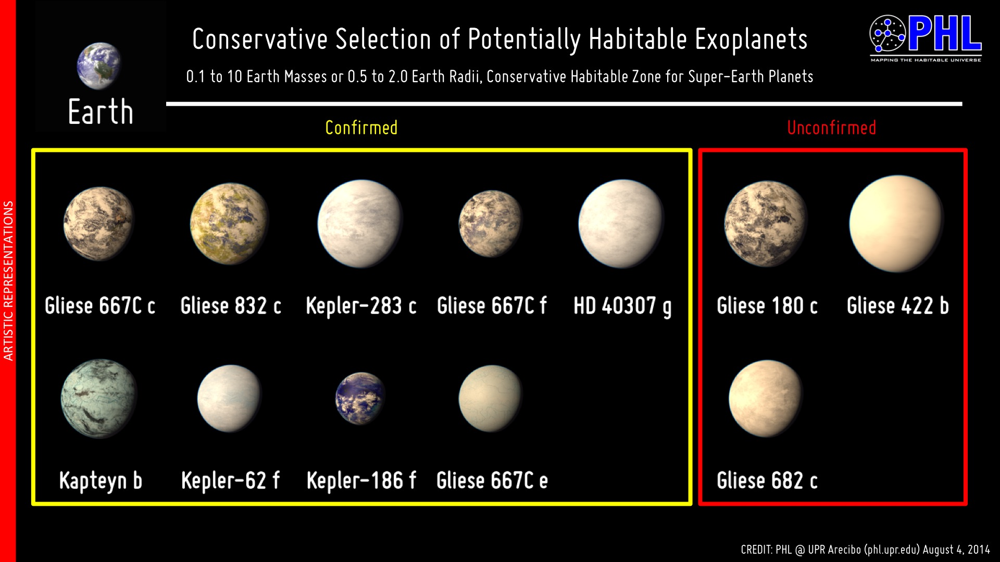 Conservative Selection of Potentially Habitable Exoplanets
0.1 to 10 Earth Masses or 0.5 to 2.0 Earth Radii, Conservative Habitable Zone for Super-Earth Planets
PHL
MAPPING THE HABITABLE UNIVERSE
Earth
Confirmed
Unconfirmed
ARTISTIC REPRESENTATIONS
Gliese 667C c
Gliese 832 c
Kepler-283 c
Gliese 667C f
HD 40307 g
Kapteyn b
Kepler-62 f
Kepler-186 f
Gliese 667C e
Gliese 180 c
Gliese 422 b
Gliese 682 c
CREDIT: PHL @ UPR Arecibo (phl.upr.edu) August 4, 2014